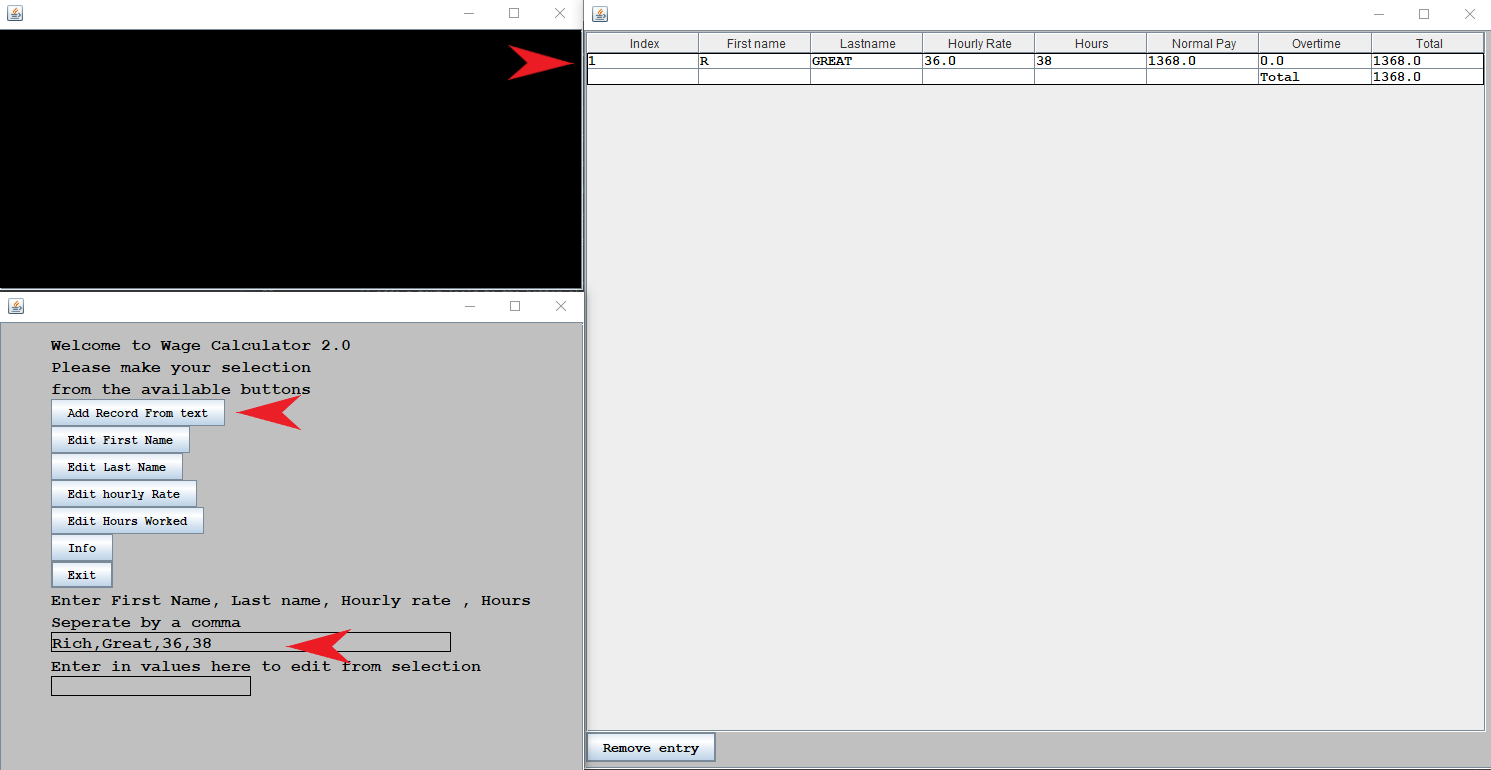 Index First name Lastname Hourly Rate Hours Normal Pay Overtime Total
1 R GREAT 36.0 38 1368.0 0.0 1368.0
Total 1368.0
Welcome to Wage Calculator 2.0
Please make your selection
from the available buttons
Add Record From text
Edit First Name
Edit Last Name
Edit hourly Rate
Edit Hours Worked
Info
Exit
Enter First Name, Last name, Hourly rate , Hours
Seperate by a comma
Rich,Great,36,38
Enter in values here to edit from selection
Remove entry